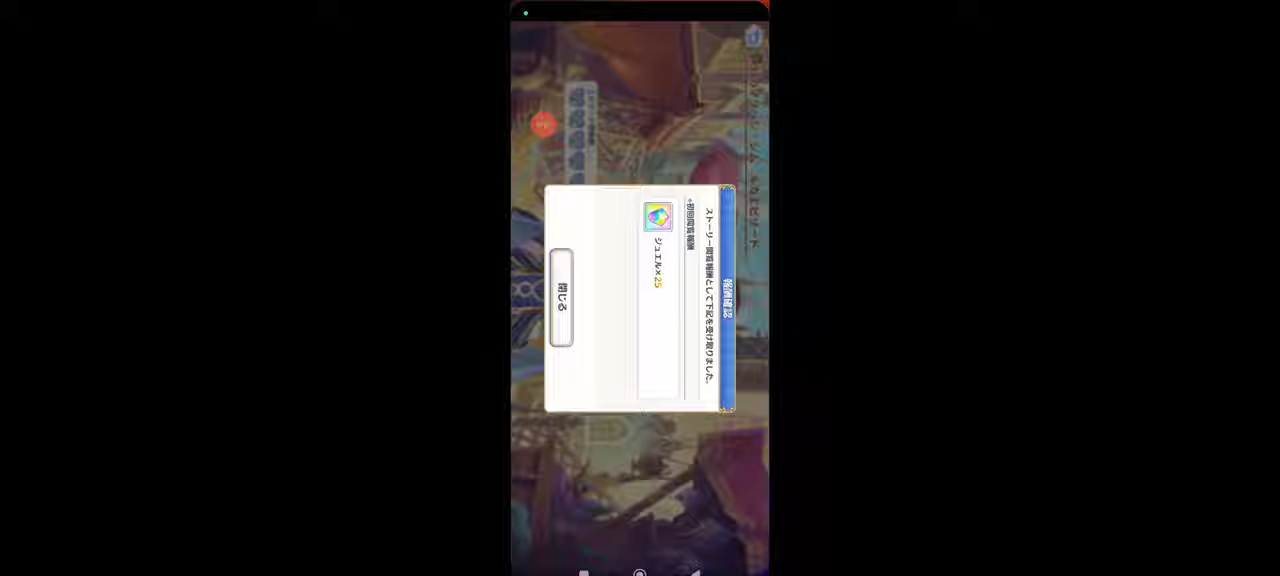 報酬確認
ストーリー閲覧報酬として下記を受け取りました。
◆初回閲覧報酬
ジュエル×25
閉じる